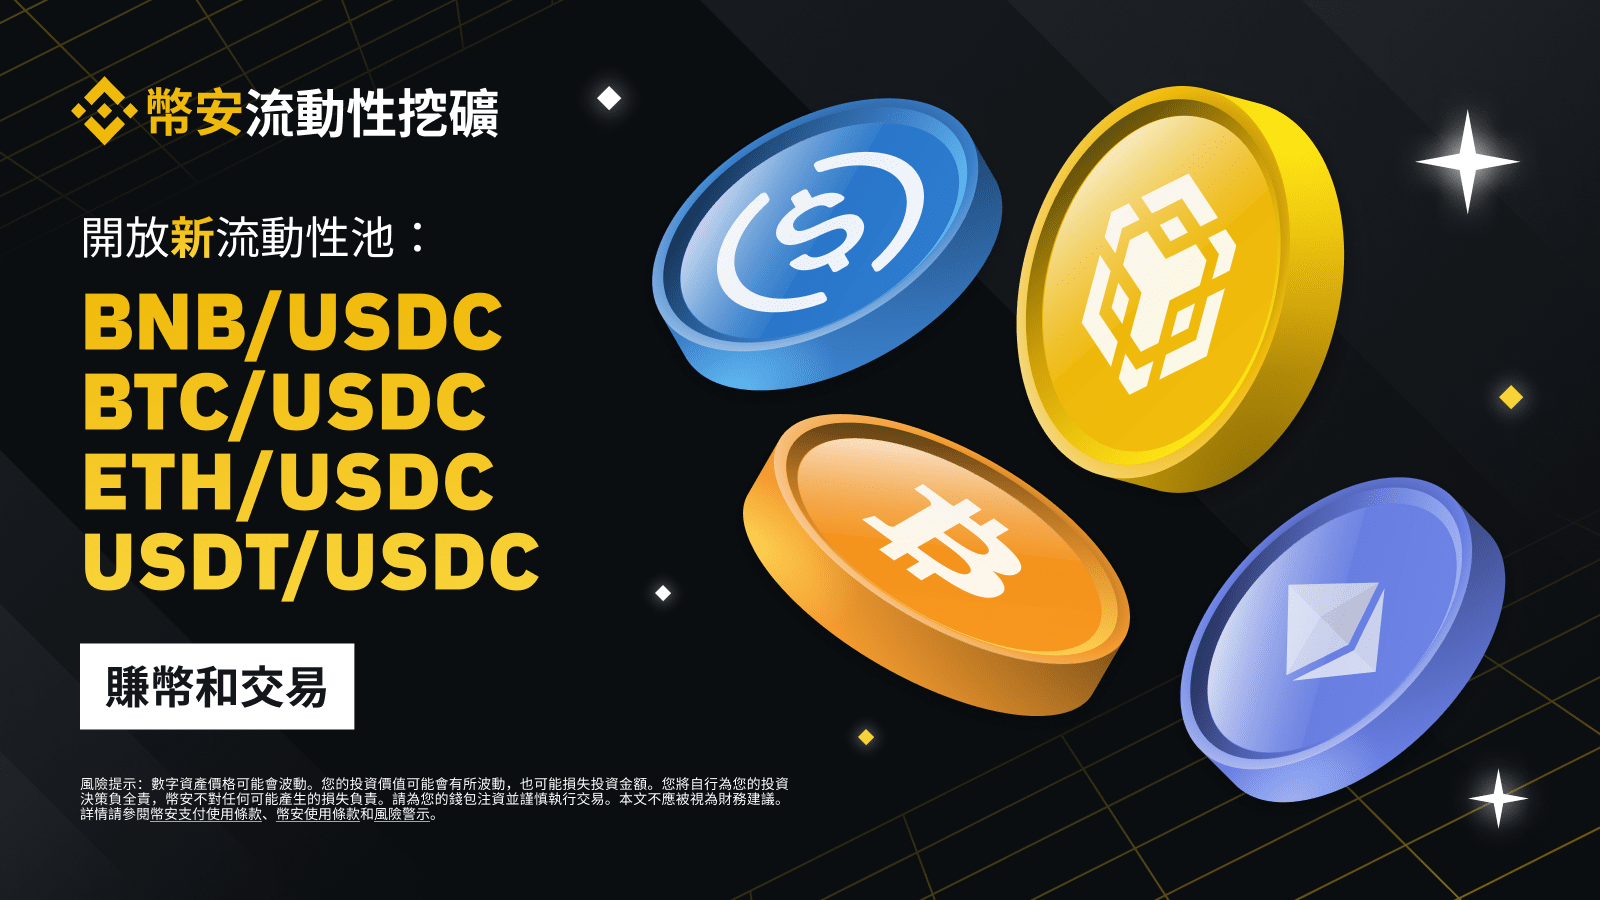 幣安流動性挖礦
開放新流動性池：
BNB/USDC
BTC/USDC
ETH/USDC
USDT/USDC
賺幣和交易
風險提示：數字資產價格可能會波動。您的投資價值可能會有所波動，也可能損失投資金額。您將自行為您的投資
決策負全責，幣安不對任何可能產生的損失負責。請為您的錢包注資並謹慎執行交易。本文不應被視為財務建議。
詳情請參閱幣安支付使用條款、幣安使用條款和風險警示。